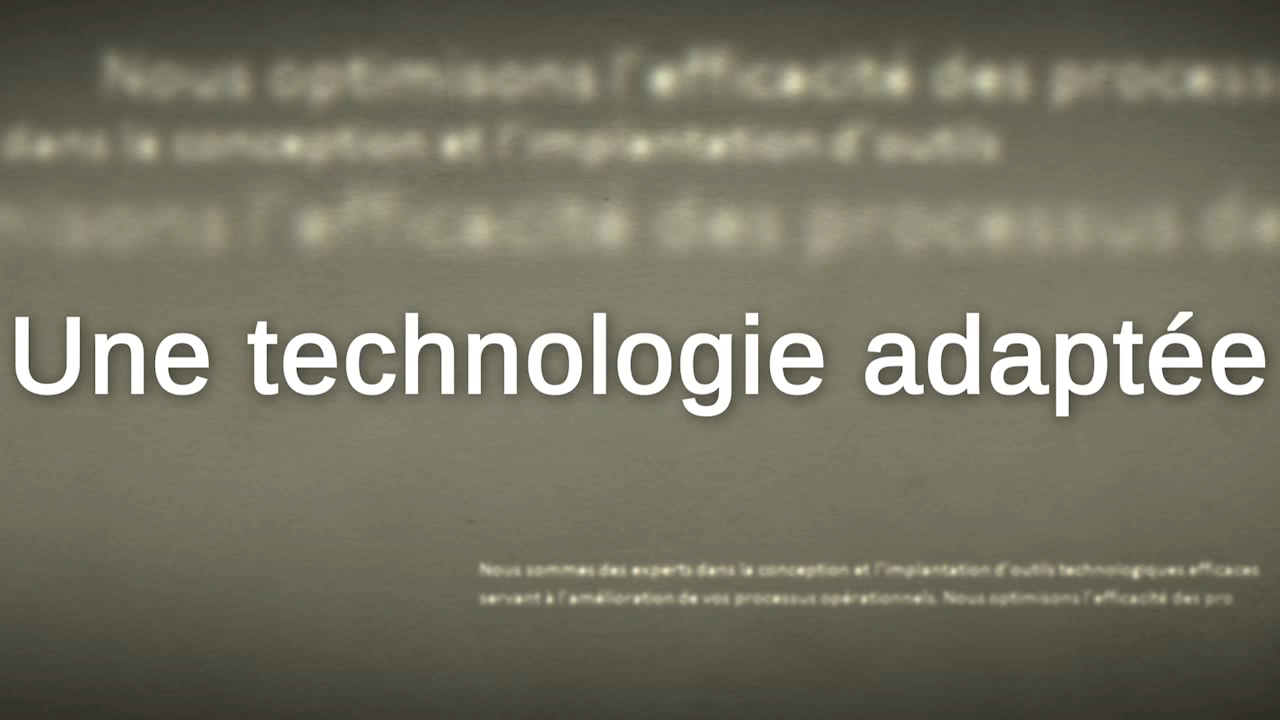 Nous optimisons l'efficacité des process
dans la conception et l'implantation d'outils
isons l'efficacité des processus de
Une technologie adaptée
Nous sommes des experts dans la conception et l'implantation d'outils technologiques efficaces
servant à l'amélioration de vos processus opérationnels. Nous optimisons l'efficacité des pro